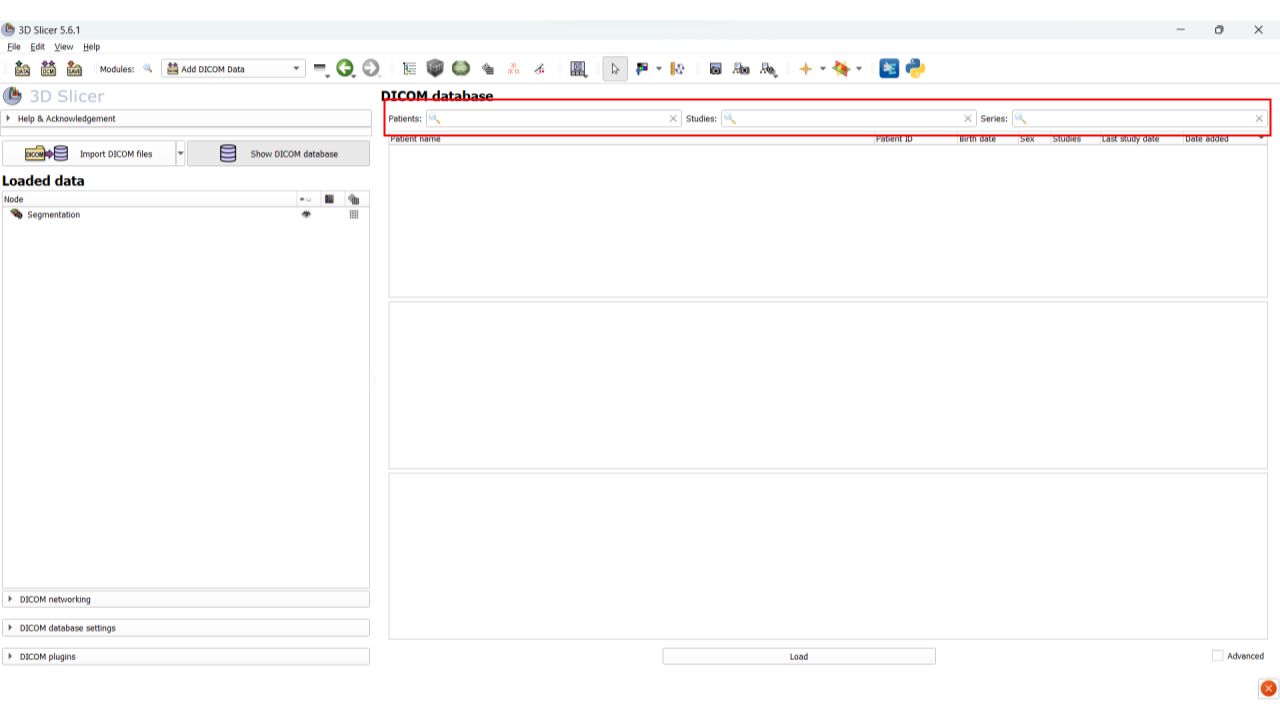 3D Slicer 5.6.1
File Edit View Help
DATA DCM SAVE Modules: Add DICOM Data
3D Slicer
DICOM database
Help & Acknowledgement
Patients: Studies: Series:
Patient name Patient ID Birth date Sex Studies Last study date Date added
DICOM Import DICOM files Show DICOM database
Loaded data
Node
Segmentation
DICOM networking
DICOM database settings
DICOM plugins
Load
Advanced